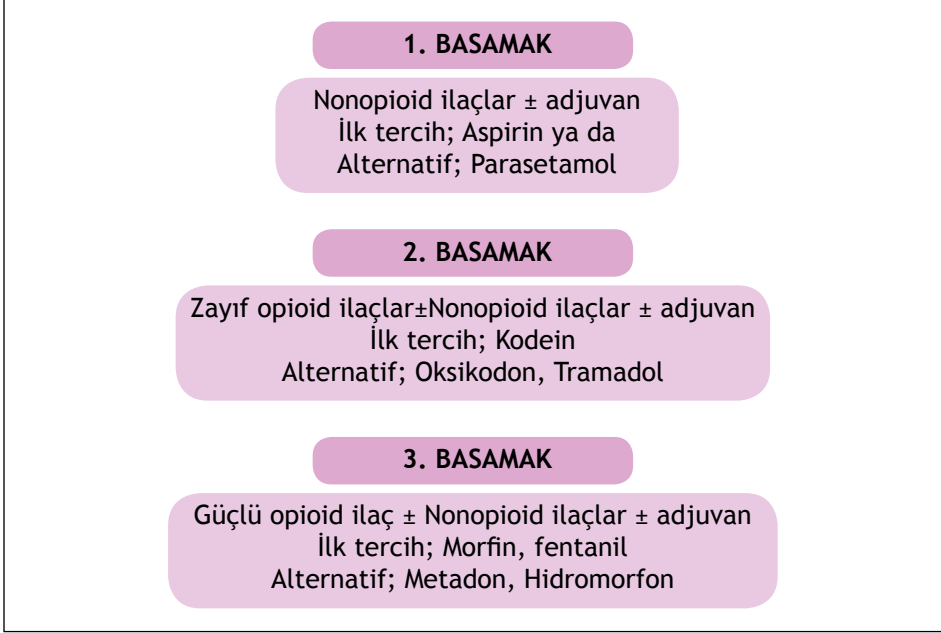 1. BASAMAK
Nonopioid ilaçlar ± adjuvan
İlk tercih; Aspirin ya da
Alternatif; Parasetamol
2. BASAMAK
Zayıf opioid ilaçlar±Nonopioid ilaçlar ± adjuvan
İlk tercih; Kodein
Alternatif; Oksikodon, Tramadol
3. BASAMAK
Güçlü opioid ilaç ± Nonopioid ilaçlar ± adjuvan
İlk tercih; Morfin, fentanil
Alternatif; Metadon, Hidromorfon